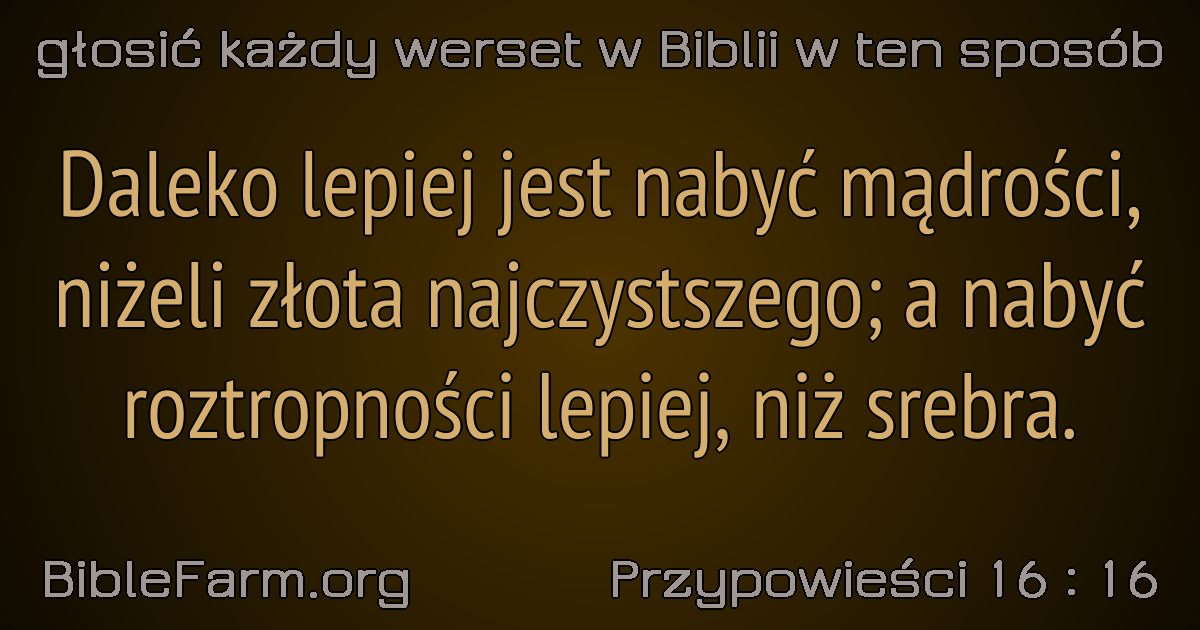 głosić każdy werset w Biblii w ten sposób
Daleko lepiej jest nabyć mądrości,
niżeli złota najczystszego; a nabyć
roztropności lepiej, niż srebra.
BibleFarm.org
Przypowieści 16 : 16